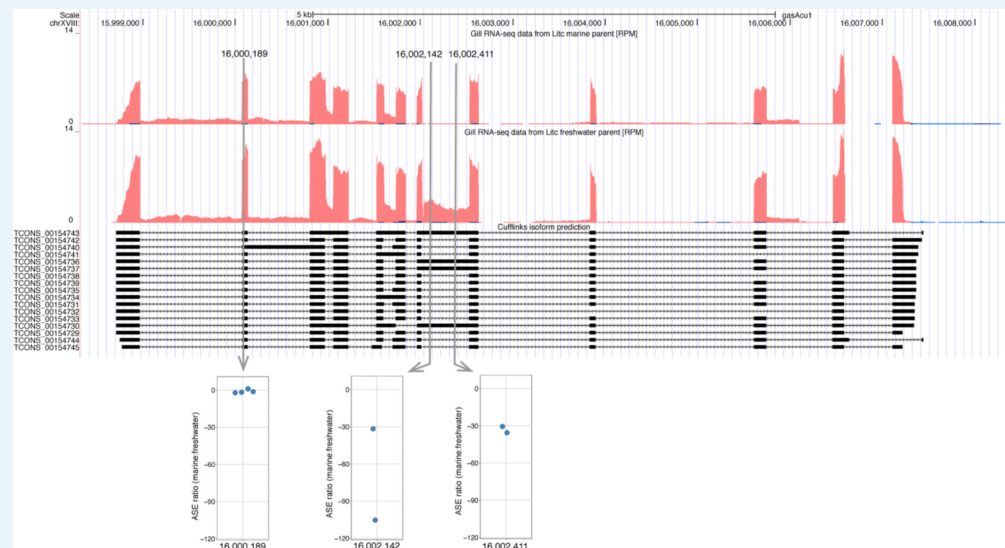 Scale
chrXVIII:
5 kb
gasAcu1
15,999,000
16,000,000
16,001,000
16,002,000
16,003,000
16,004,000
16,005,000
16,006,000
16,007,000
16,008,000
14
Gill RNA-seq data from Litc marine parent [RPM]
16,000,189
16,002,142
16,002,411
0
14
Gill RNA-seq data from Litc freshwater parent [RPM]
0
Cufflinks isoform prediction
TCONS_00154743
TCONS_00154742
TCONS_00154740
TCONS_00154741
TCONS_00154736
TCONS_00154737
TCONS_00154738
TCONS_00154739
TCONS_00154735
TCONS_00154734
TCONS_00154731
TCONS_00154732
TCONS_00154733
TCONS_00154730
TCONS_00154729
TCONS_00154744
TCONS_00154745
ASE ratio (marine:freshwater)
0
−30
−60
−90
−120
16,000,189
ASE ratio (marine:freshwater)
0
−30
−60
−90
−120
16,002,142
ASE ratio (marine:freshwater)
0
−30
−60
−90
−120
16,002,411